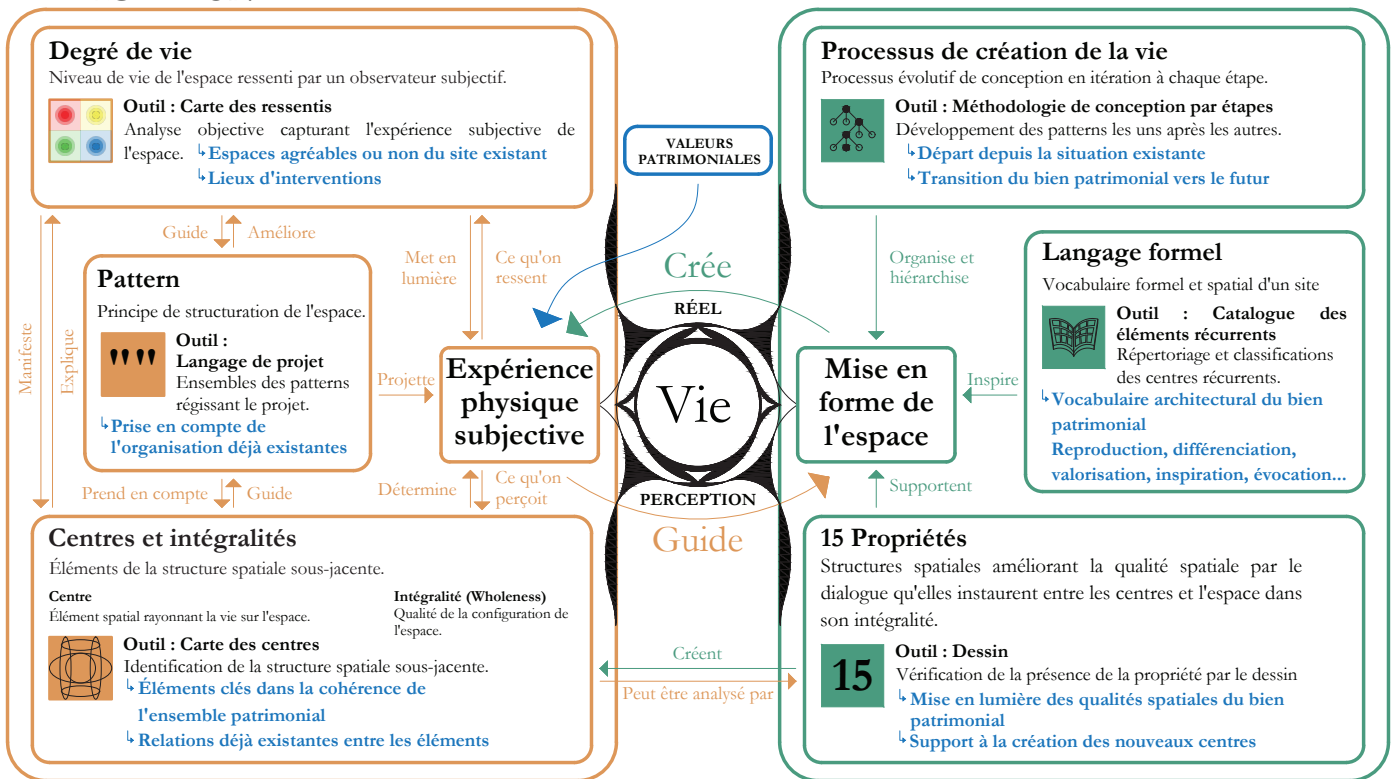 Degré de vie
Niveau de vie de l'espace ressenti par un observateur subjectif.
Outil : Carte des ressentis
Analyse objective capturant l'expérience subjective de
l'espace. ↳Espaces agréables ou non du site existant
↳Lieux d'interventions
Guide
Améliore
Manifeste
Explique
Pattern
Principe de structuration de l'espace.
""
Outil :
Langage de projet
Ensembles des patterns
régissant le projet.
↳Prise en compte de
l'organisation déjà existantes
Prend en compte
Guide
Met en
lumière
Ce qu'on
ressent
Projette
Expérience
physique
subjective
Détermine
Ce qu'on
perçoit
Centres et intégralités
Éléments de la structure spatiale sous-jacente.
Centre
Élément spatial rayonnant la vie sur l'espace.
Intégralité (Wholeness)
Qualité de la configuration de
l'espace.
Outil : Carte des centres
Identification de la structure spatiale sous-jacente.
↳Éléments clés dans la cohérence de
l'ensemble patrimonial
↳Relations déjà existantes entre les éléments
VALEURS
PATRIMONIALES
Crée
RÉEL
Vie
PERCEPTION
Guide
Créent
Peut être analysé par
Processus de création de la vie
Processus évolutif de conception en itération à chaque étape.
Outil : Méthodologie de conception par étapes
Développement des patterns les uns après les autres.
↳Départ depuis la situation existante
↳Transition du bien patrimonial vers le futur
Organise et
hiérarchise
Mise en
forme de
l'espace
Inspire
Supportent
Langage formel
Vocabulaire formel et spatial d'un site
Outil : Catalogue des
éléments récurrents
Répertoriage et classifications
des centres récurrents.
↳Vocabulaire architectural du bien
patrimonial
Reproduction, différenciation,
valorisation, inspiration, évocation...
15 Propriétés
Structures spatiales améliorant la qualité spatiale par le
dialogue qu'elles instaurent entre les centres et l'espace dans
son intégralité.
15
Outil : Dessin
Vérification de la présence de la propriété par le dessin
↳Mise en lumière des qualités spatiales du bien
patrimonial
↳Support à la création des nouveaux centres